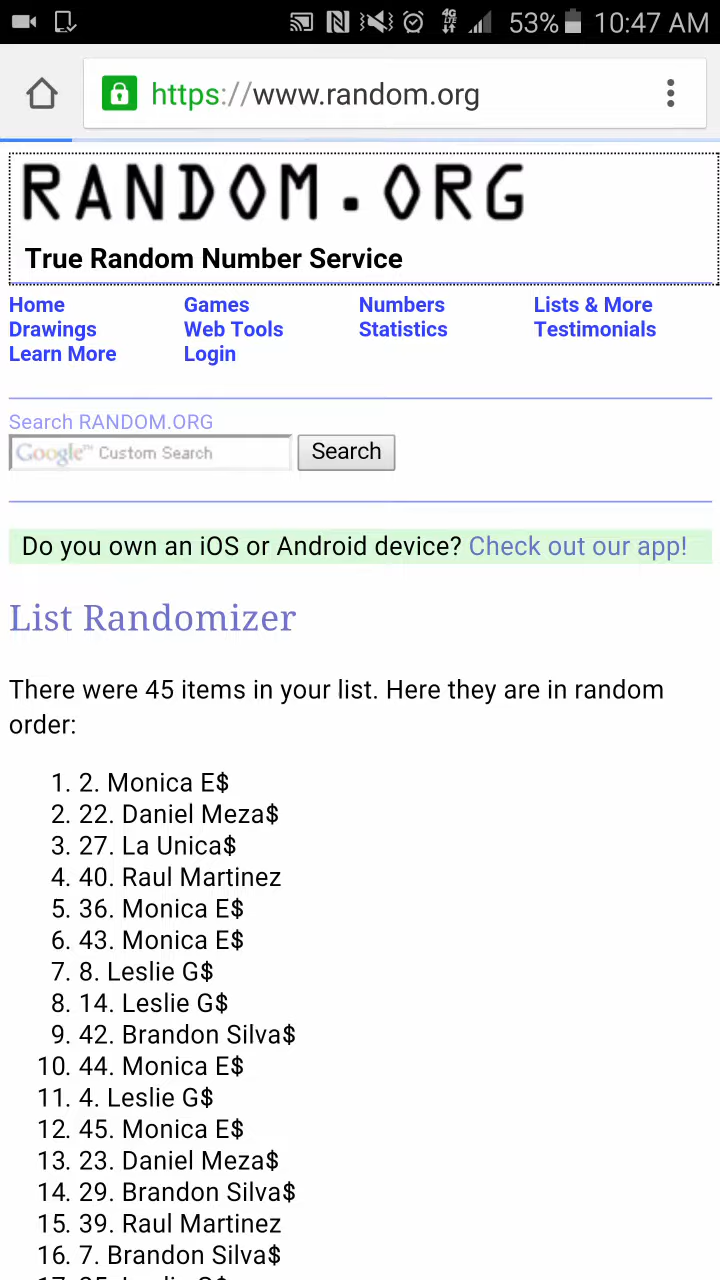 4G LTE 53% 10:47 AM
https://www.random.org
RANDOM.ORG
True Random Number Service
Home Games Numbers Lists & More
Drawings Web Tools Statistics Testimonials
Learn More Login
Search RANDOM.ORG
Google™ Custom Search Search
Do you own an iOS or Android device? Check out our app!
List Randomizer
There were 45 items in your list. Here they are in random
order:
1. 2. Monica E$
2. 22. Daniel Meza$
3. 27. La Unica$
4. 40. Raul Martinez
5. 36. Monica E$
6. 43. Monica E$
7. 8. Leslie G$
8. 14. Leslie G$
9. 42. Brandon Silva$
10. 44. Monica E$
11. 4. Leslie G$
12. 45. Monica E$
13. 23. Daniel Meza$
14. 29. Brandon Silva$
15. 39. Raul Martinez
16. 7. Brandon Silva$